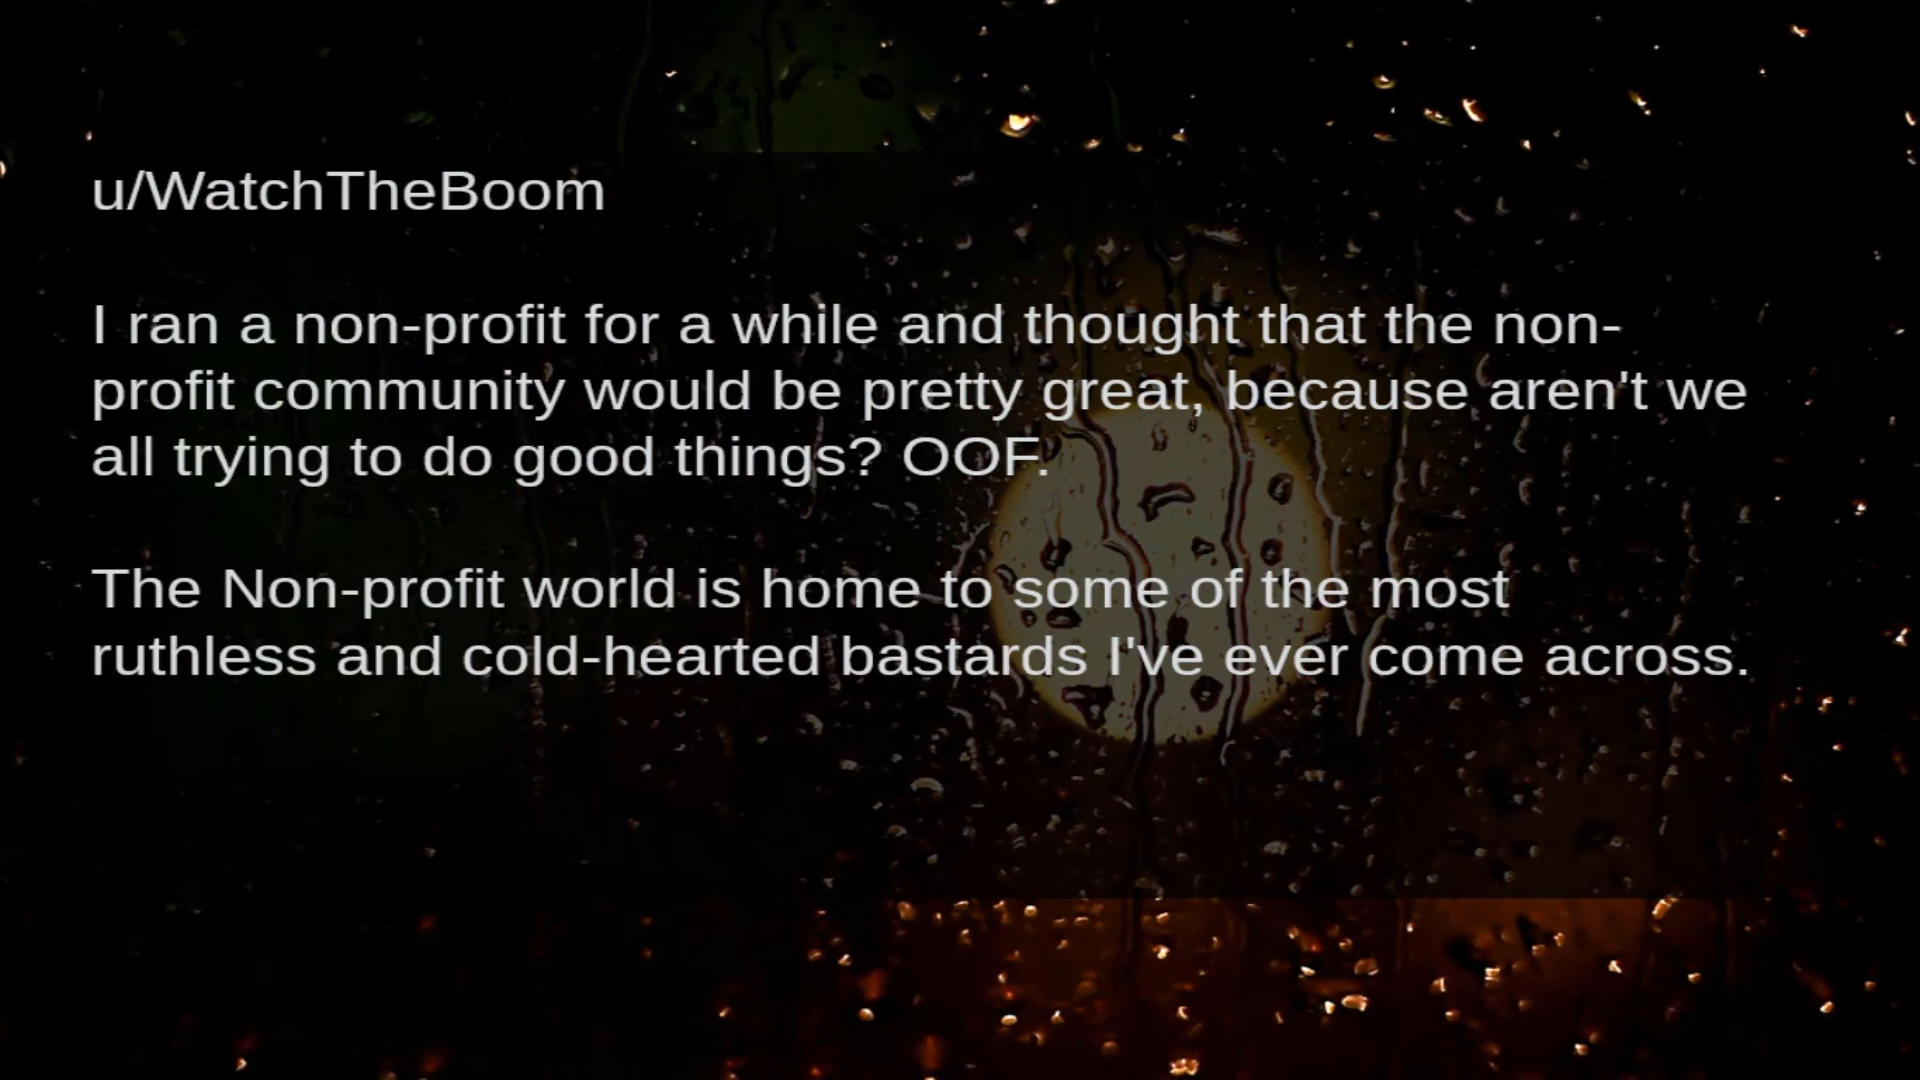 u/WatchTheBoom
I ran a non-profit for a while and thought that the non-
profit community would be pretty great, because aren't we
all trying to do good things? OOF.
The Non-profit world is home to some of the most
ruthless and cold-hearted bastards I've ever come across.